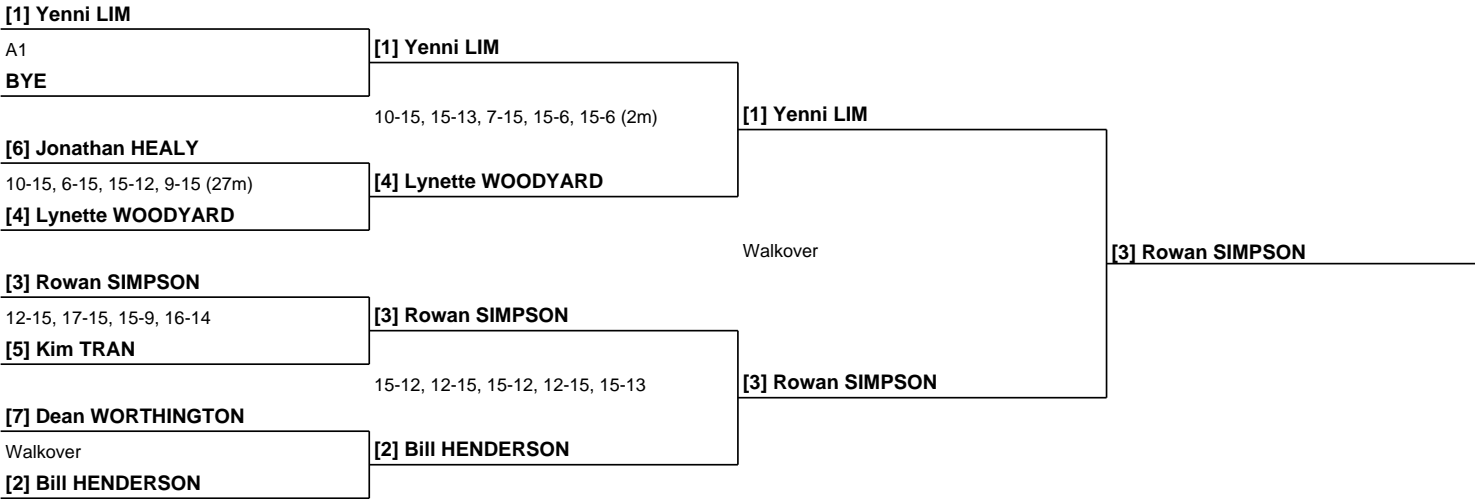 [1] Yenni LIM
A1
BYE
[6] Jonathan HEALY
10-15, 6-15, 15-12, 9-15 (27m)
[4] Lynette WOODYARD
[3] Rowan SIMPSON
12-15, 17-15, 15-9, 16-14
[5] Kim TRAN
[7] Dean WORTHINGTON
Walkover
[2] Bill HENDERSON
[1] Yenni LIM
10-15, 15-13, 7-15, 15-6, 15-6 (2m)
[4] Lynette WOODYARD
[3] Rowan SIMPSON
15-12, 12-15, 15-12, 12-15, 15-13
[2] Bill HENDERSON
[1] Yenni LIM
Walkover
[3] Rowan SIMPSON
[3] Rowan SIMPSON